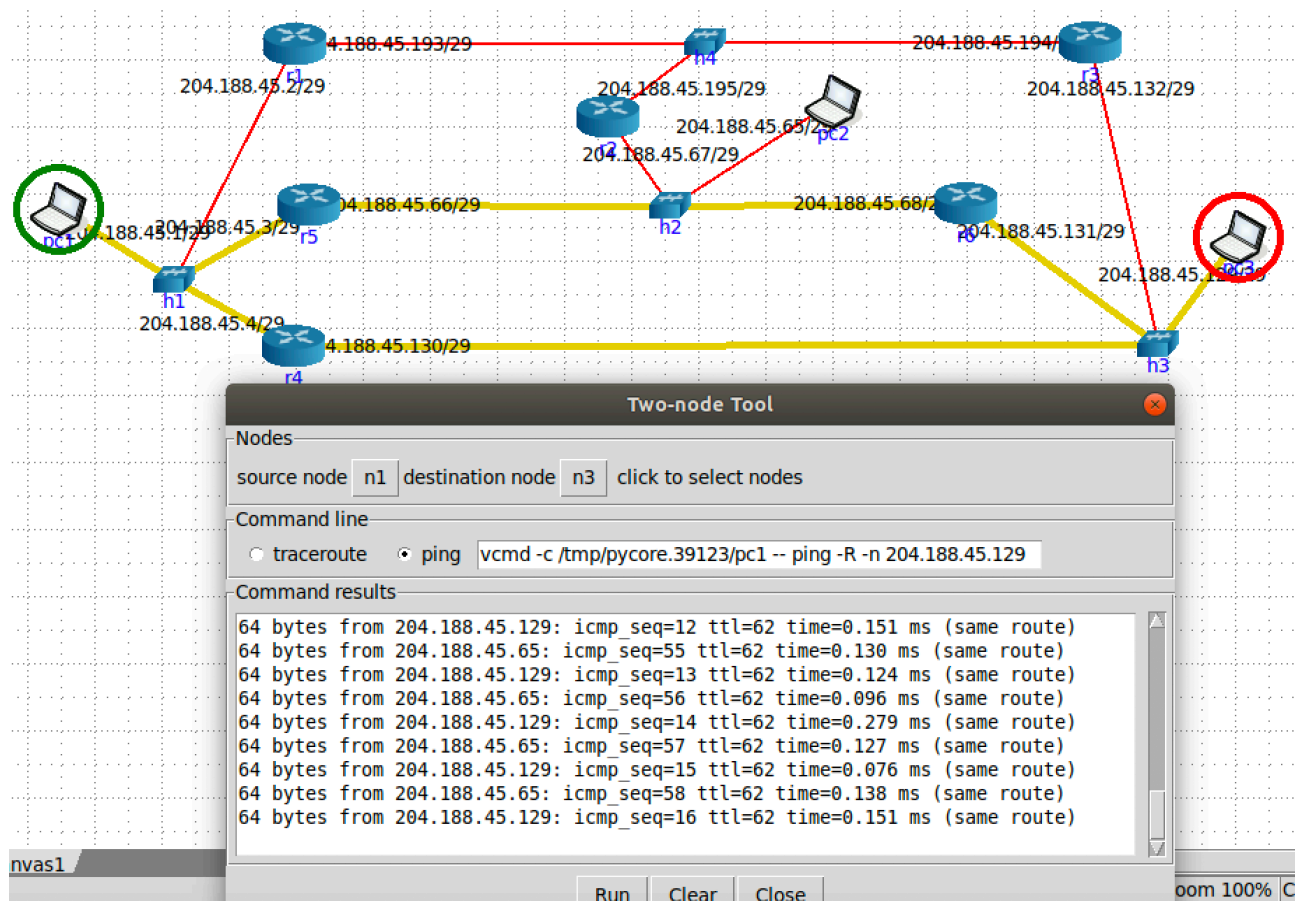 4.188.45.193/29
204.188.45.194/
h4
r1
r3
204.188.45.2/29
204.188.45.195/29
204.188.45.132/29
204.188.45.65/2
pc2
r2
204.188.45.67/29
204.188.45.66/29
204.188.45.68/2
h2
204.188.45.3/29
204.188.45.1/29
pc1
r5
r6
204.188.45.131/29
pc3
204.188.45.129/29
h1
204.188.45.4/29
4.188.45.130/29
h3
r4
Two-node Tool
Nodes
source node n1 destination node n3 click to select nodes
Command line
traceroute ping vcmd -c /tmp/pycore.39123/pc1 -- ping -R -n 204.188.45.129
Command results
64 bytes from 204.188.45.129: icmp_seq=12 ttl=62 time=0.151 ms (same route)
64 bytes from 204.188.45.65: icmp_seq=55 ttl=62 time=0.130 ms (same route)
64 bytes from 204.188.45.129: icmp_seq=13 ttl=62 time=0.124 ms (same route)
64 bytes from 204.188.45.65: icmp_seq=56 ttl=62 time=0.096 ms (same route)
64 bytes from 204.188.45.129: icmp_seq=14 ttl=62 time=0.279 ms (same route)
64 bytes from 204.188.45.65: icmp_seq=57 ttl=62 time=0.127 ms (same route)
64 bytes from 204.188.45.129: icmp_seq=15 ttl=62 time=0.076 ms (same route)
64 bytes from 204.188.45.65: icmp_seq=58 ttl=62 time=0.138 ms (same route)
64 bytes from 204.188.45.129: icmp_seq=16 ttl=62 time=0.151 ms (same route)
nvas1
Run Clear Close
oom 100% C